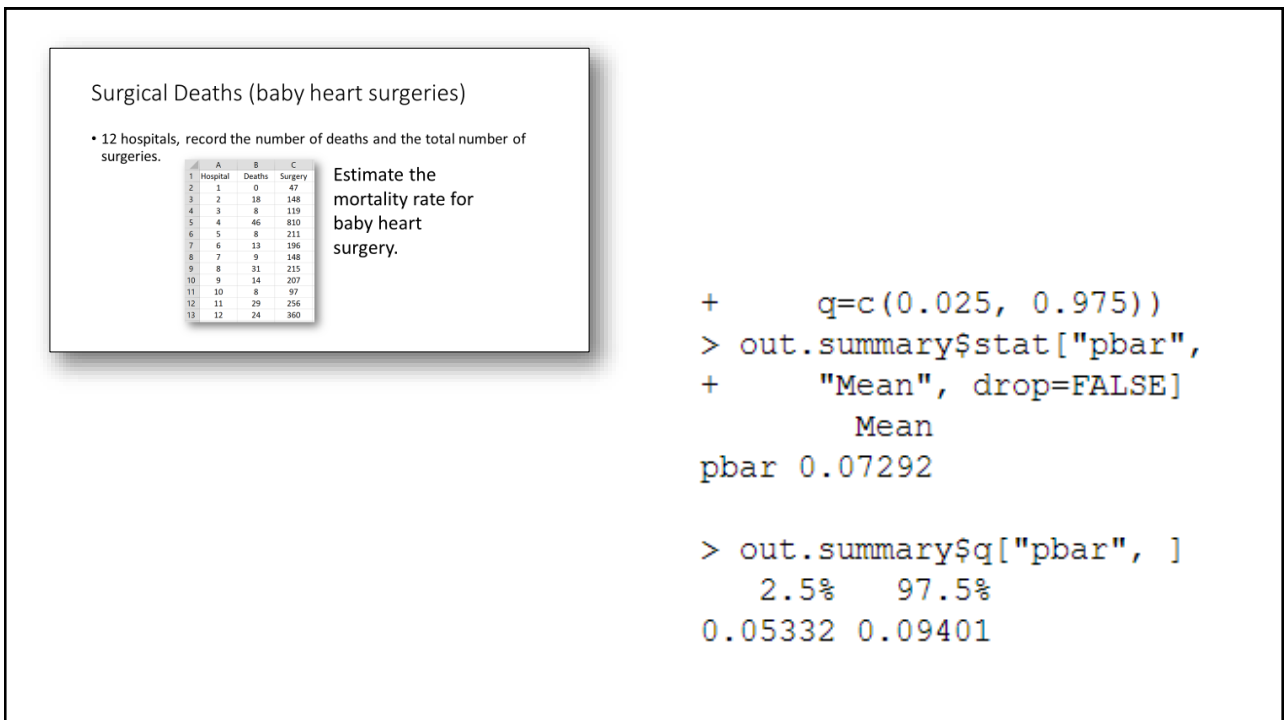 Surgical Deaths (baby heart surgeries)
• 12 hospitals, record the number of deaths and the total number of
surgeries.
A B C
1 Hospital Deaths Surgery
2 1 0 47
3 2 18 148
4 3 8 119
5 4 46 810
6 5 8 211
7 6 13 196
8 7 9 148
9 8 31 215
10 9 14 207
11 10 8 97
12 11 29 256
13 12 24 360
Estimate the
mortality rate for
baby heart
surgery.
+ q=c(0.025, 0.975))
> out.summary$stat["pbar",
+ "Mean", drop=FALSE]
Mean
pbar 0.07292
> out.summary$q["pbar", ]
2.5% 97.5%
0.05332 0.09401